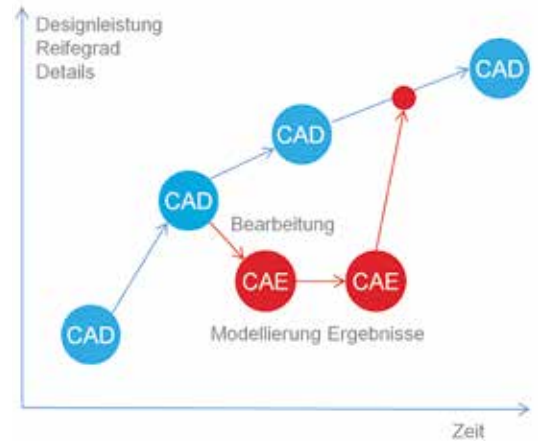 Designleistung
Reifegrad
Details
CAD
CAD
CAD
Bearbeitung
CAE
CAE
Modellierung Ergebnisse
CAD
Zeit